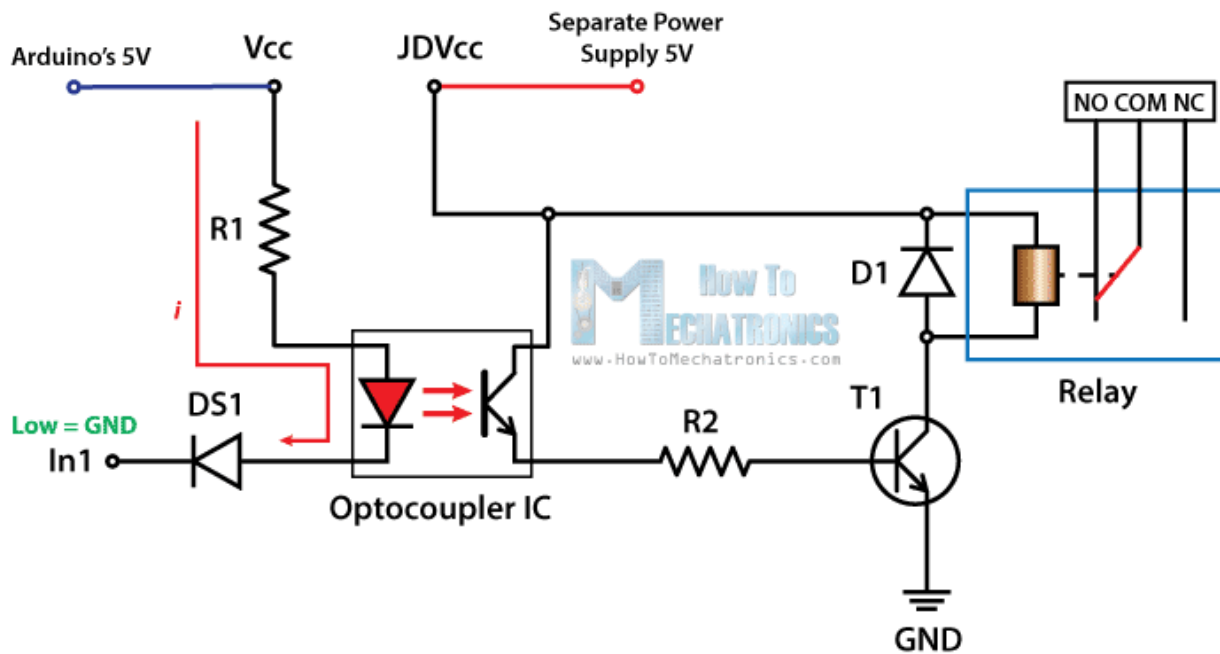 Separate Power
Supply 5V
Arduino's 5V
Vcc
JDVcc
NO COM NC
R1
D1
How To
MECHATRONICS
www.HowToMechatronics.com
i
Relay
DS1
T1
Low = GND
R2
In1
Optocoupler IC
GND